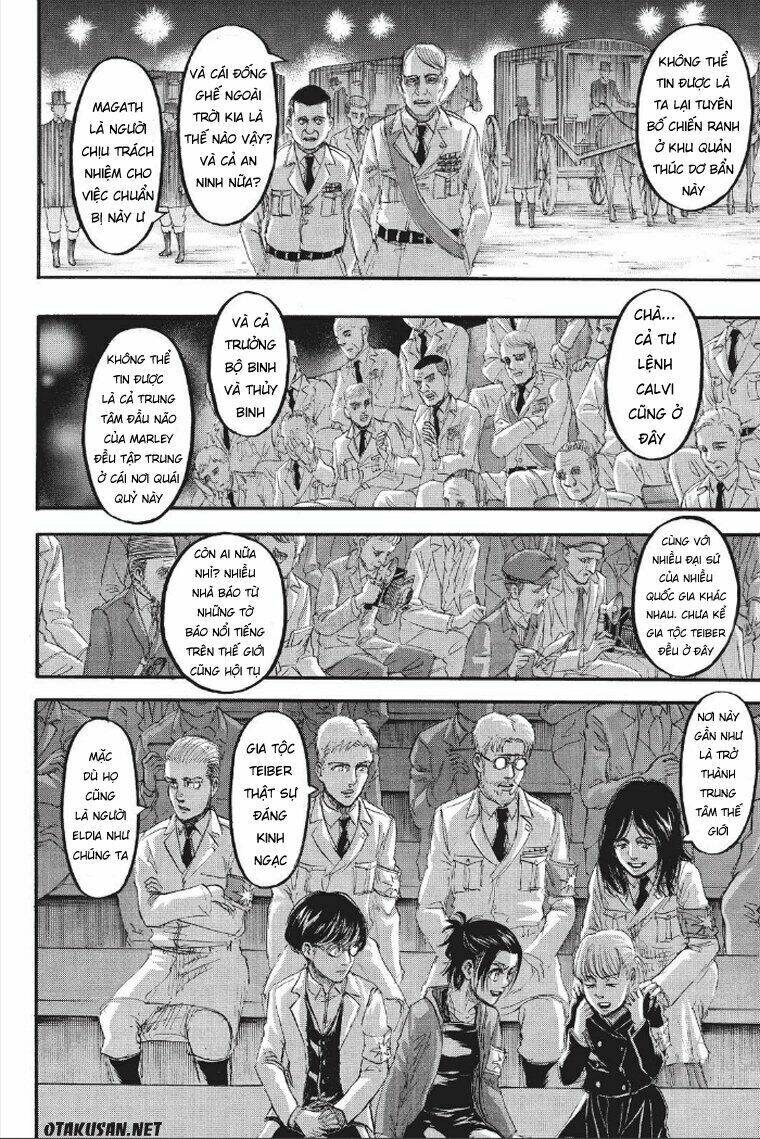 KHÔNG THỂ
TIN ĐƯỢC LÀ
TA LẠI TUYÊN
BỐ CHIẾN RANH
Ở KHU QUẢN
THÚC DƠ BẨN
NÀY
VÀ CÁI ĐỐNG
GHẾ NGOÀI
TRỜI KIA LÀ
THẾ NÀO VẬY?
VÀ CẢ AN
NINH NỮA?
MAGATH
LÀ NGƯỜI
CHỊU TRÁCH
NHIỆM CHO
VIỆC CHUẨN
BỊ NÀY Ư
CHÀ...
CẢ TƯ
LỆNH
CALVI
CŨNG Ở
ĐÂY
VÀ CẢ
TRƯỞNG
BỘ BINH
VÀ THỦY
BINH
KHÔNG THỂ
TIN ĐƯỢC
LÀ CẢ TRUNG
TÂM ĐẦU NÃO
CỦA MARLEY
ĐỀU TẬP TRUNG
Ở CÁI NƠI QUÁI
QUỶ NÀY
CÙNG VỚI
NHIỀU ĐẠI SỨ
CỦA NHIỀU
QUỐC GIA KHÁC
NHAU. CHƯA KỂ
GIA TỘC TEIBER
ĐỀU Ở ĐÂY
CÒN AI NỮA
NHỈ? NHIỀU
NHÀ BÁO TỪ
NHỮNG TỜ
BÁO NỔI TIẾNG
TRÊN THẾ GIỚI
CŨNG HỘI TỤ
NƠI NÀY
GẦN NHƯ
LÀ TRỞ
THÀNH
TRUNG
TÂM THẾ
GIỚI
GIA TỘC
TEIBER
THẬT SỰ
ĐÁNG
KINH
NGẠC
MẶC
DÙ HỌ
CŨNG
LÀ NGƯỜI
ELDIA NHƯ
CHÚNG TA
OTAKUSAN.NET